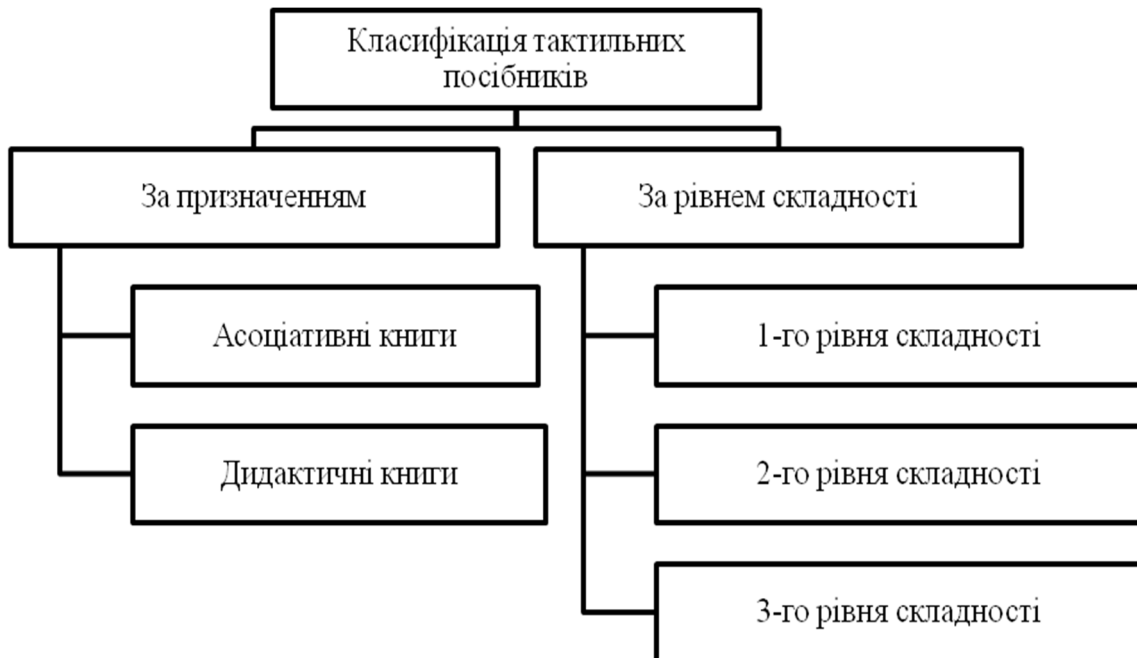 Класифікація тактильних
посібників
За призначенням
За рівнем складності
Асоціативні книги
1-го рівня складності
Дидактичні книги
2-го рівня складності
3-го рівня складності